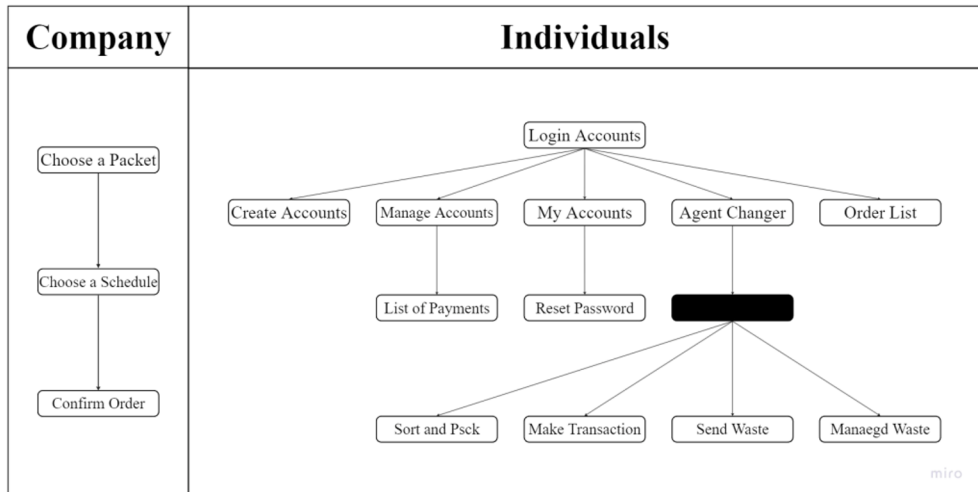 Company
Individuals
Login Accounts
Choose a Packet
Create Accounts
Manage Accounts
My Accounts
Agent Changer
Order List
Choose a Schedule
List of Payments
Reset Password
Confirm Order
Sort and Psck
Make Transaction
Send Waste
Manaegd Waste
miro